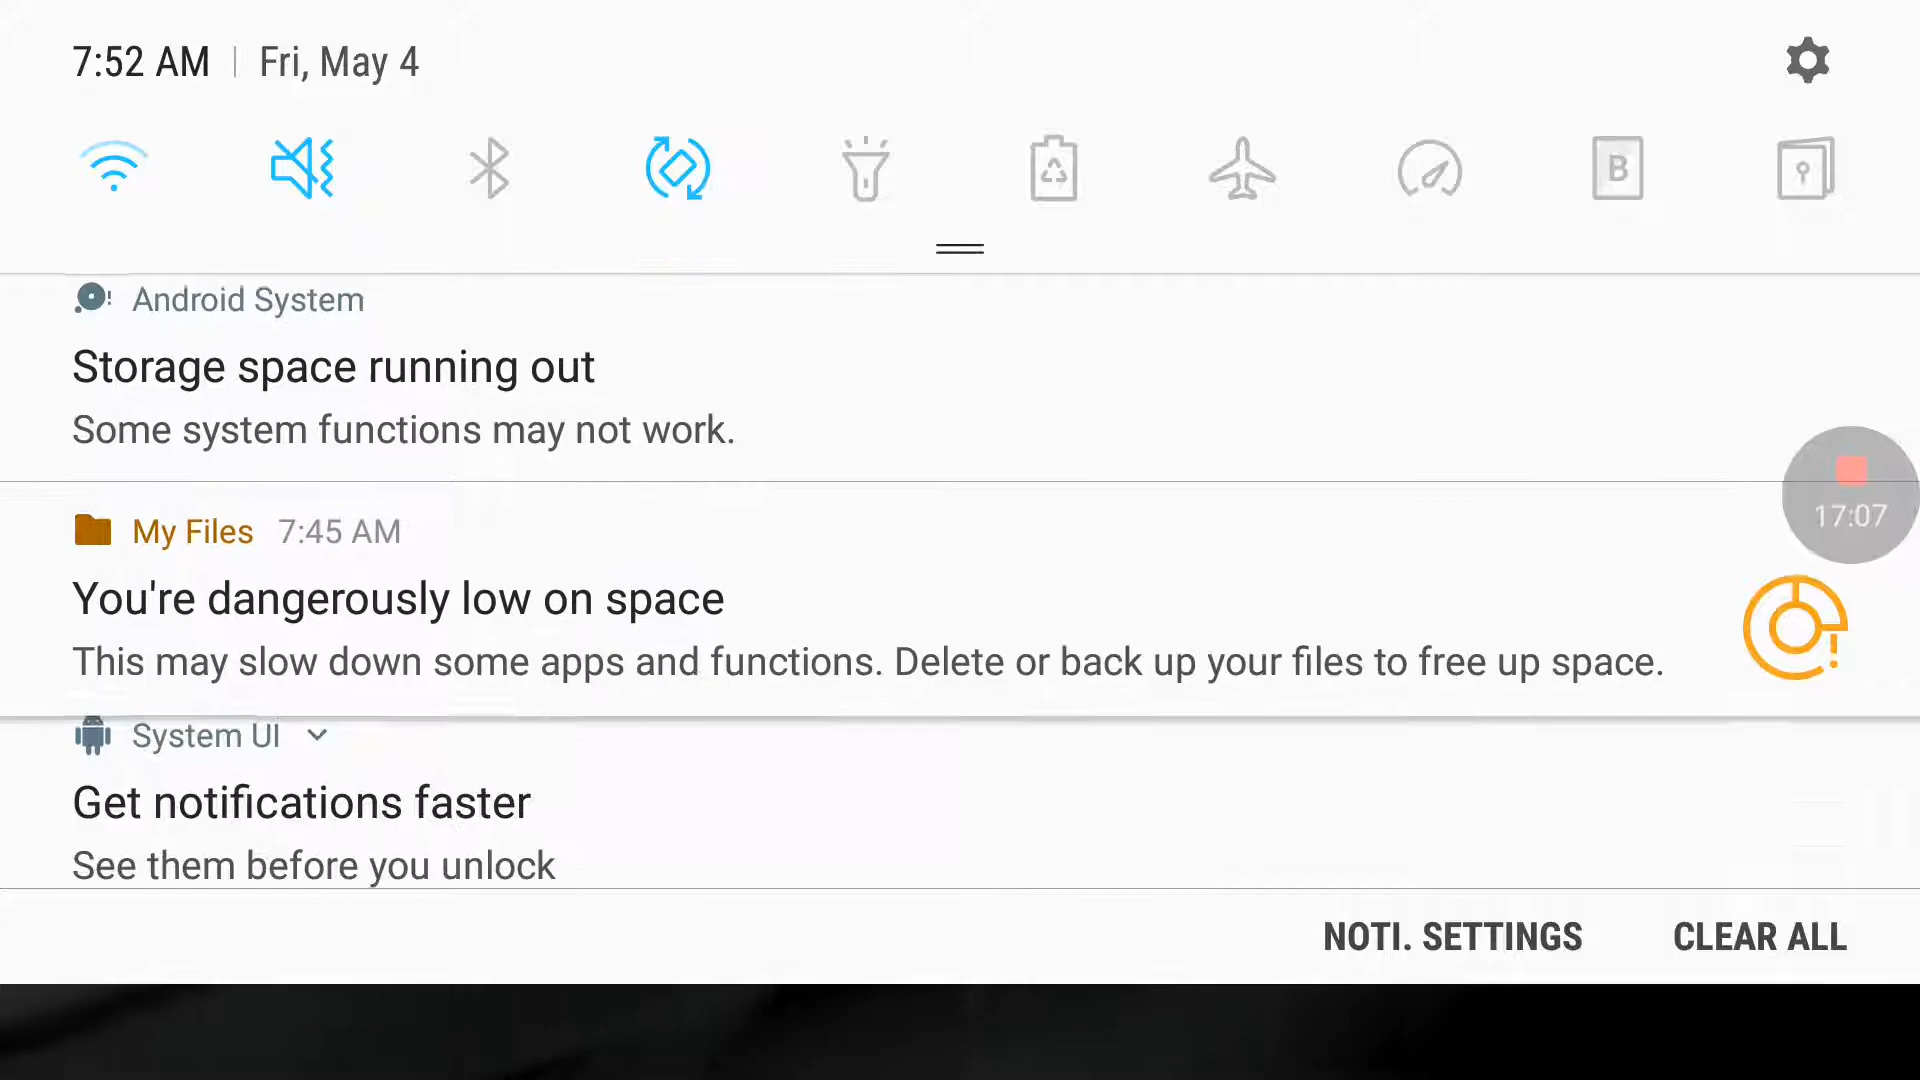 7:52 AM | Fri, May 4
B
Android System
Storage space running out
Some system functions may not work.
17:07
My Files 7:45 AM
You're dangerously low on space
This may slow down some apps and functions. Delete or back up your files to free up space.
System UI
Get notifications faster
See them before you unlock
NOTI. SETTINGS CLEAR ALL